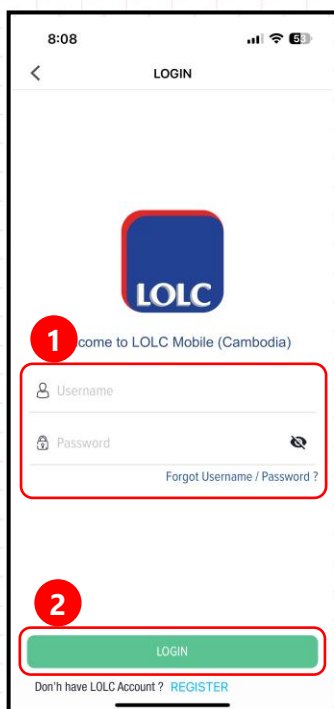 8:08
53
LOGIN
LOLC
1
come to LOLC Mobile (Cambodia)
Username
Password
Forgot Username / Password ?
2
LOGIN
Don'h have LOLC Account ? REGISTER